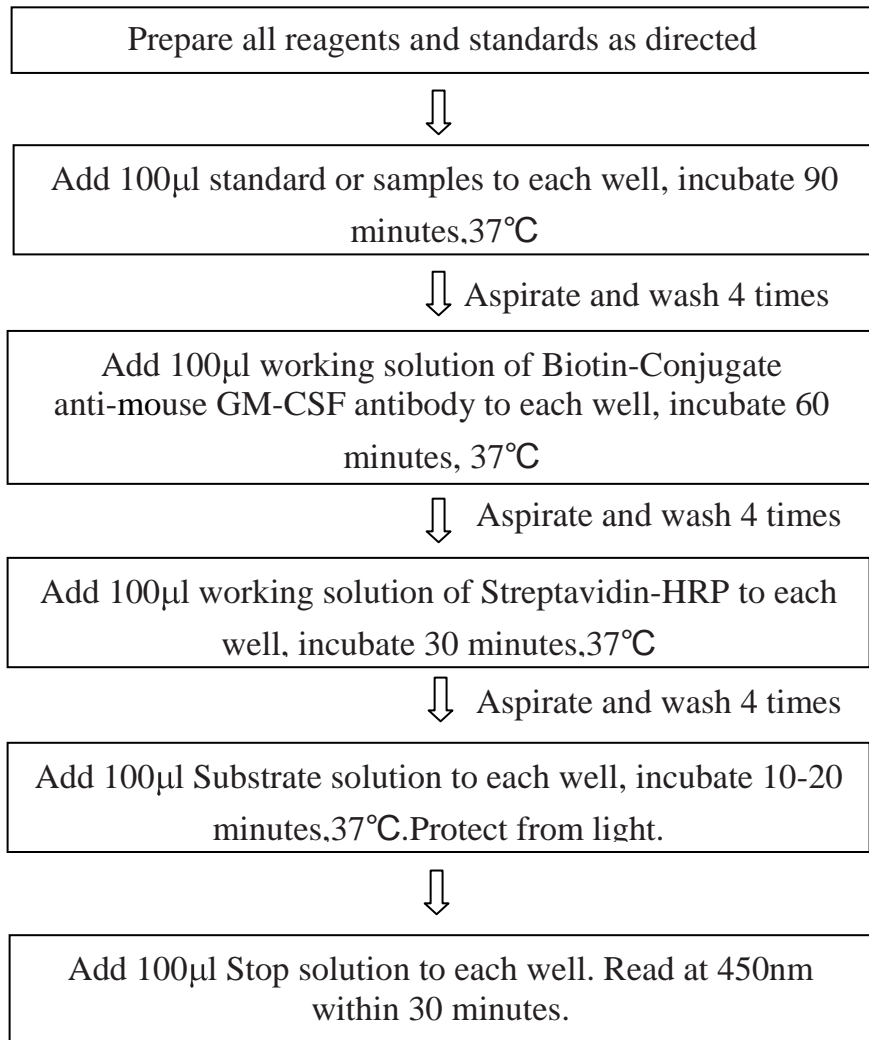 Prepare all reagents and standards as directed
Add 100μl standard or samples to each well, incubate 90
minutes,37℃
Aspirate and wash 4 times
Add 100μl working solution of Biotin-Conjugate
anti-mouse GM-CSF antibody to each well, incubate 60
minutes, 37℃
Aspirate and wash 4 times
Add 100μl working solution of Streptavidin-HRP to each
well, incubate 30 minutes,37℃
Aspirate and wash 4 times
Add 100μl Substrate solution to each well, incubate 10-20
minutes,37℃.Protect from light.
Add 100μl Stop solution to each well. Read at 450nm
within 30 minutes.